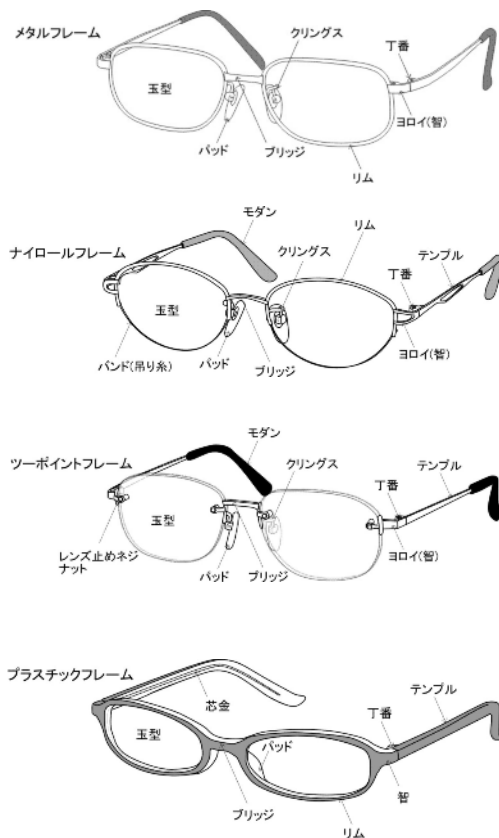 メタルフレーム
クリングス
丁番
玉型
ヨロイ(智)
パッド
ブリッジ
リム
モダン
リム
ナイロールフレーム
クリングス
テンプル
丁番
玉型
ヨロイ(智)
バンド(吊り糸)
パッド
ブリッジ
モダン
ツーポイントフレーム
クリングス
テンプル
丁番
玉型
レンズ止めネジ
ナット
パッド
ブリッジ
ヨロイ(智)
プラスチックフレーム
テンプル
芯金
丁番
玉型
パッド
智
ブリッジ
リム